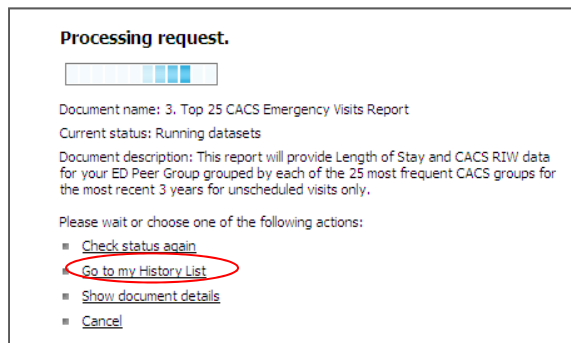 Processing request.
Document name: 3. Top 25 CACS Emergency Visits Report
Current status: Running datasets
Document description: This report will provide Length of Stay and CACS RIW data
for your ED Peer Group grouped by each of the 25 most frequent CACS groups for
the most recent 3 years for unscheduled visits only.
Please wait or choose one of the following actions:
Check status again
Go to my History List
Show document details
Cancel